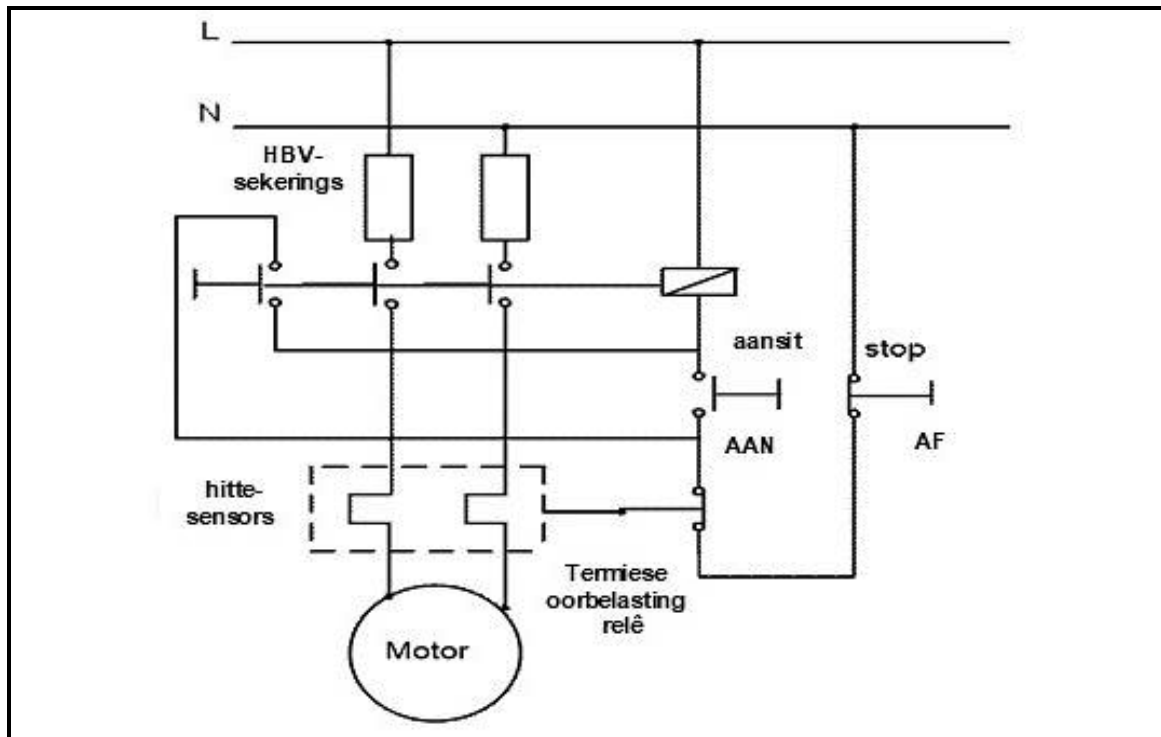 L
N
HBV-
sekerings
aansit
stop
AAN
AF
hitte-
sensors
Termiese
oorbelasting
relê
Motor